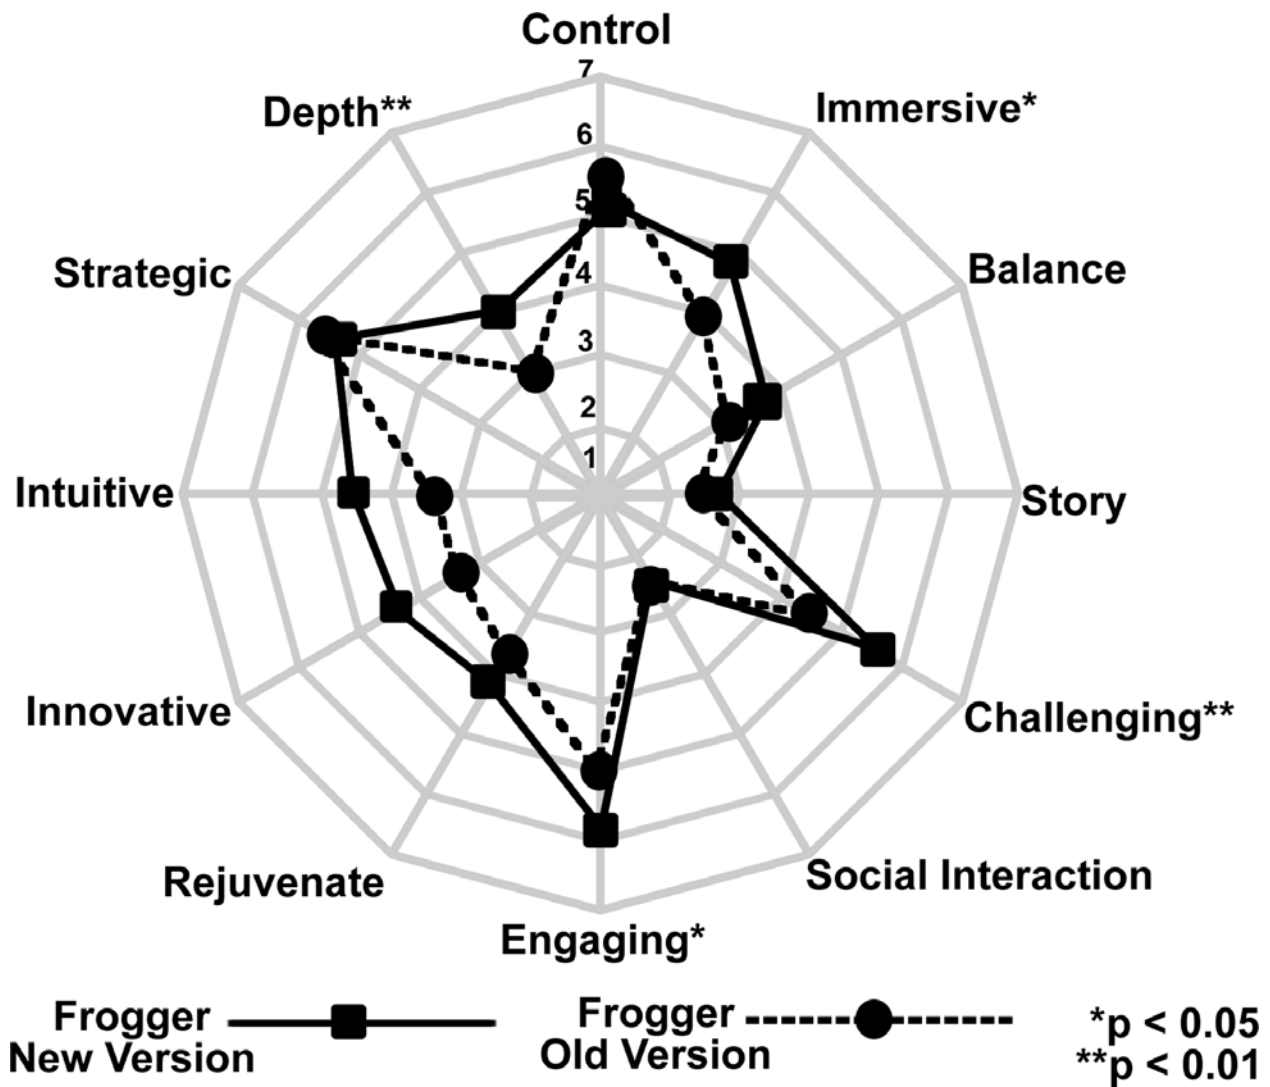 Control
7
Depth**
Immersive*
6
5
Strategic
Balance
4
3
2
1
Intuitive
Story
Innovative
Challenging**
Rejuvenate
Social Interaction
Engaging*
Frogger
New Version
Frogger
Old Version
*p < 0.05
**p < 0.01